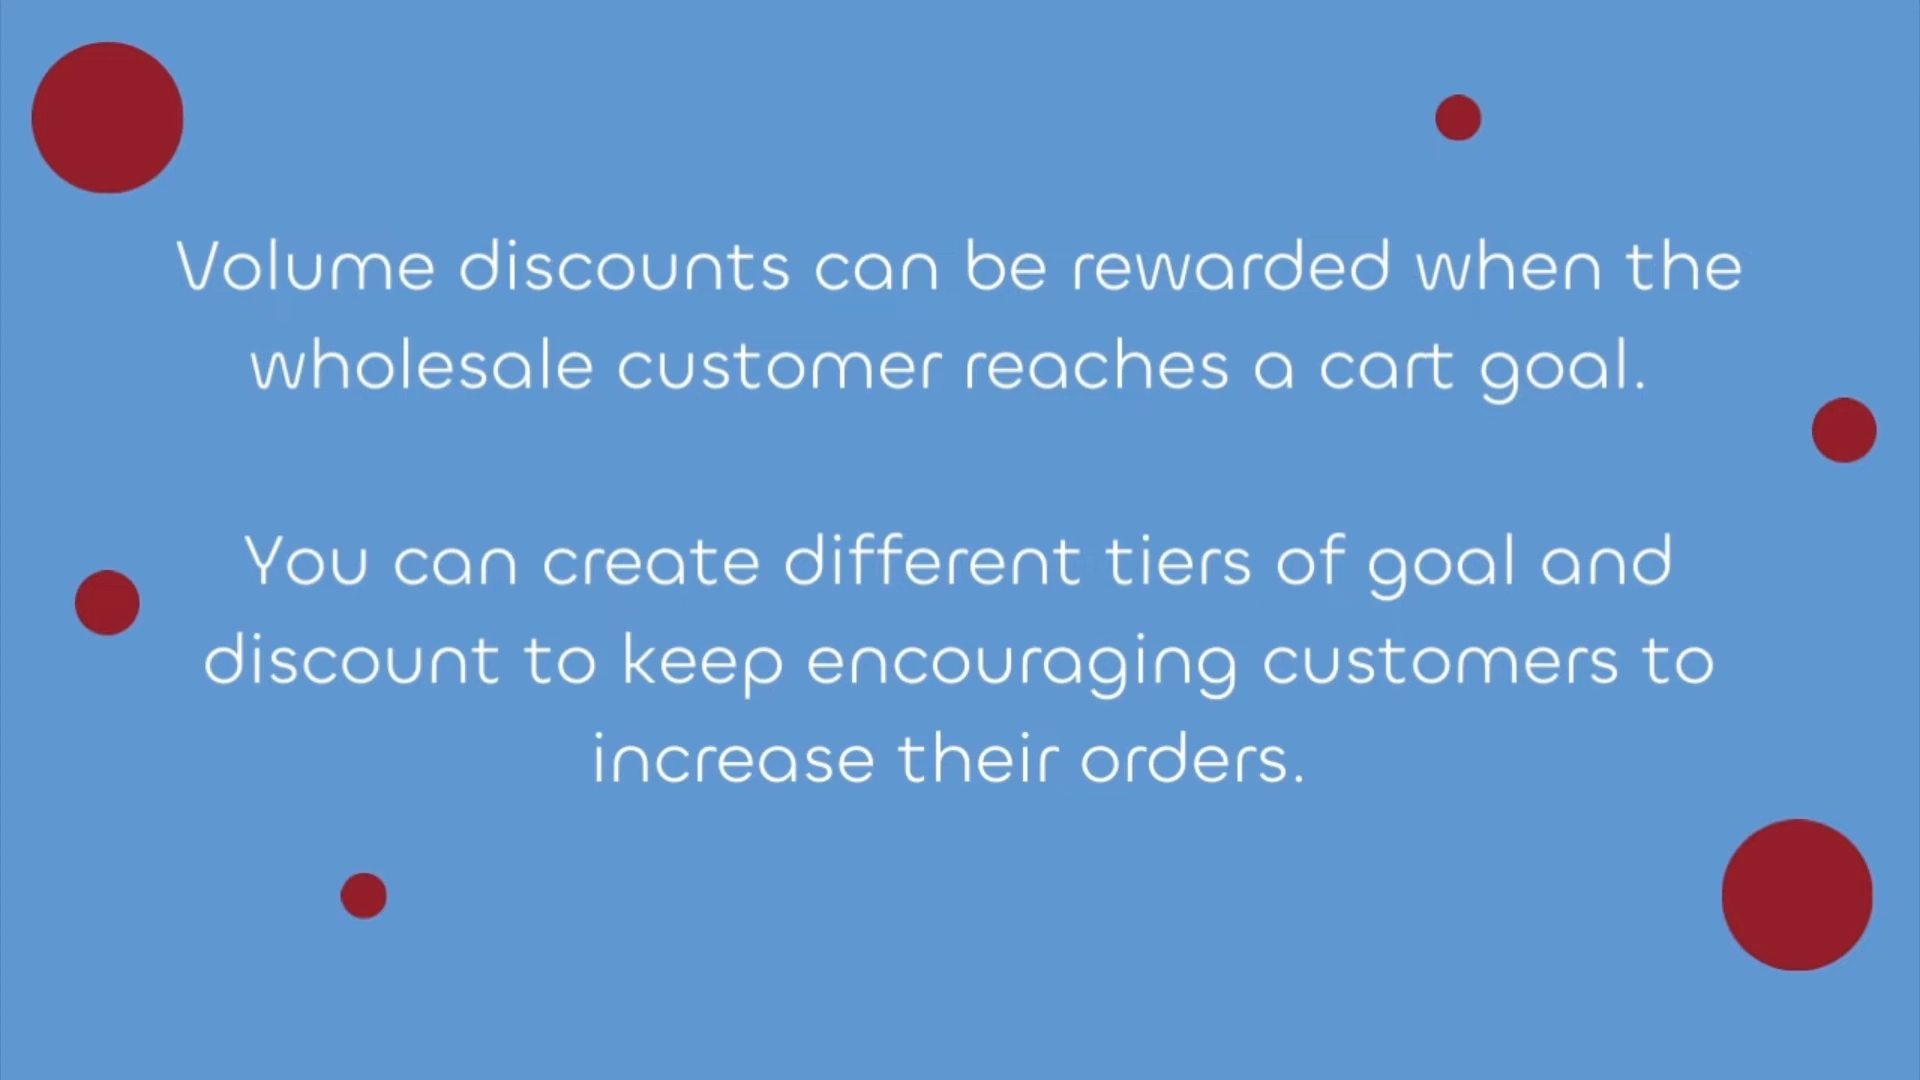 Volume discounts can be rewarded when the
wholesale customer reaches a cart goal.
You can create different tiers of goal and
discount to keep encouraging customers to
increase their orders.